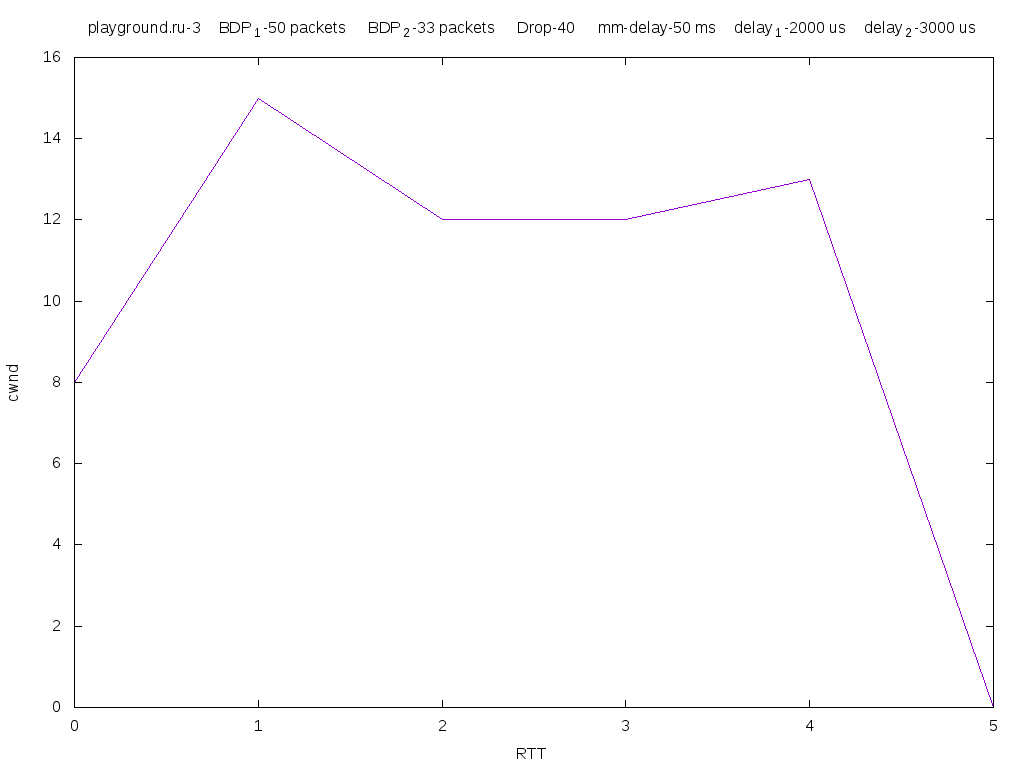 playground.ru-3 BDP1-50 packets BDP2-33 packets Drop-40 mm-delay-50 ms delay1-2000 us delay2-3000 us
16
14
12
10
8
6
4
2
0
cwnd
0 1 2 3 4 5
RTT